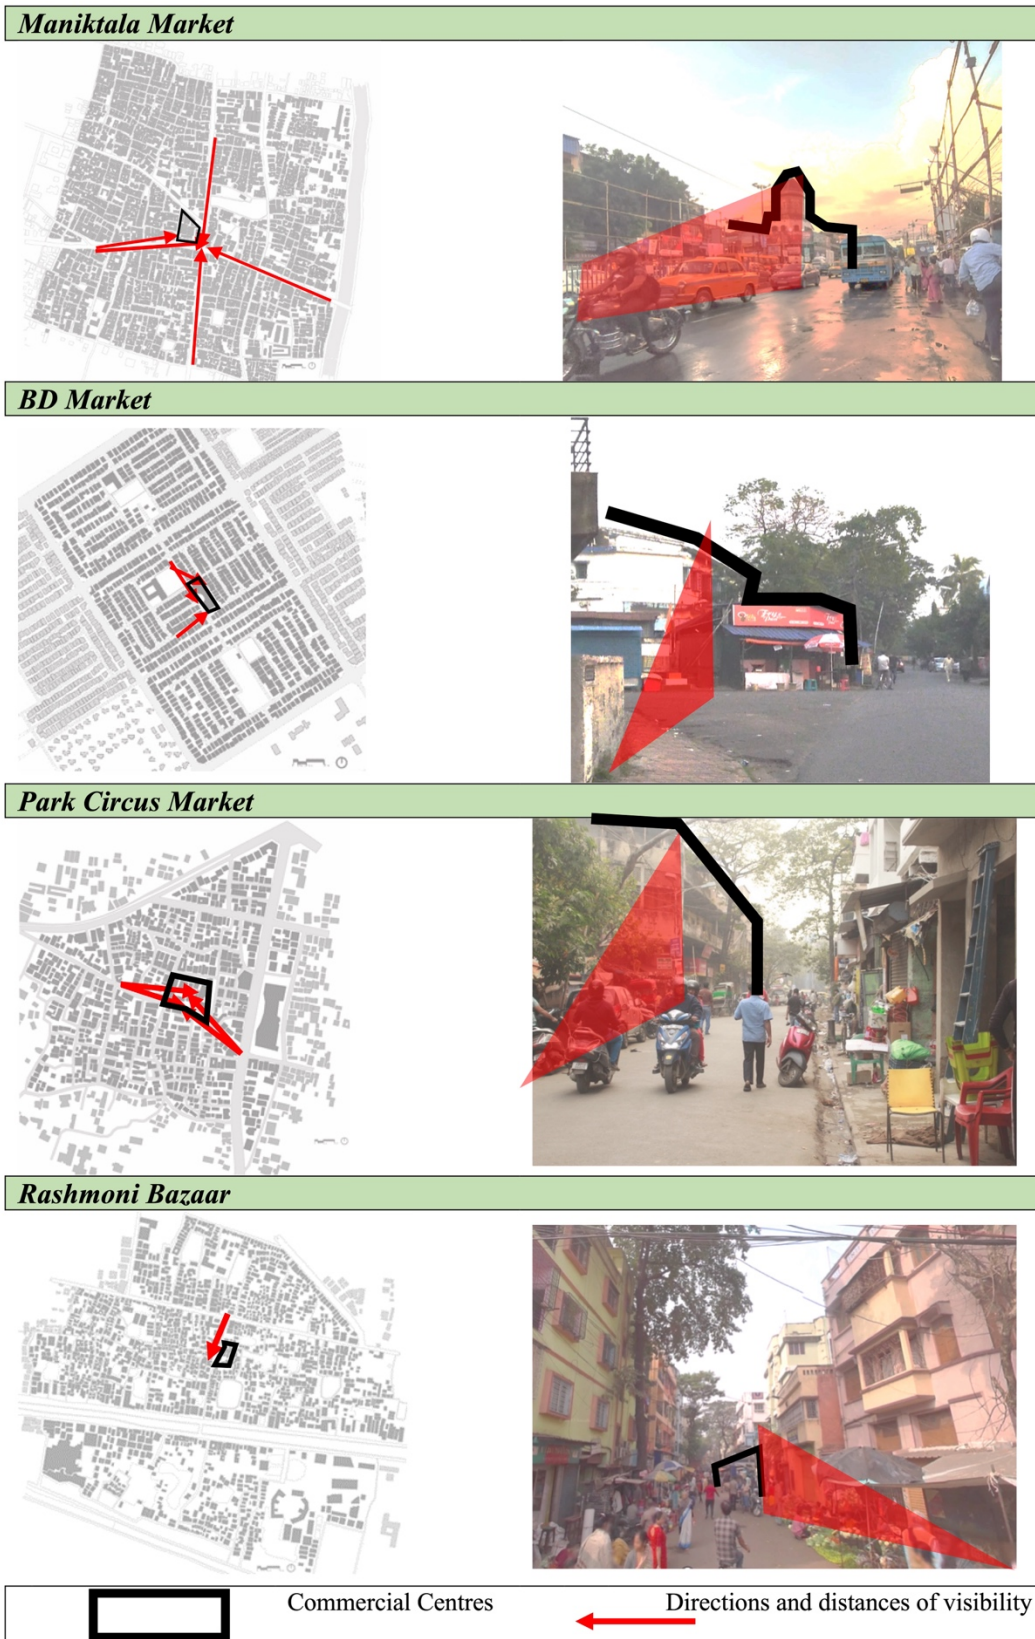 Maniktala Market
BD Market
Park Circus Market
Rashmoni Bazaar
Commercial Centres
Directions and distances of visibility